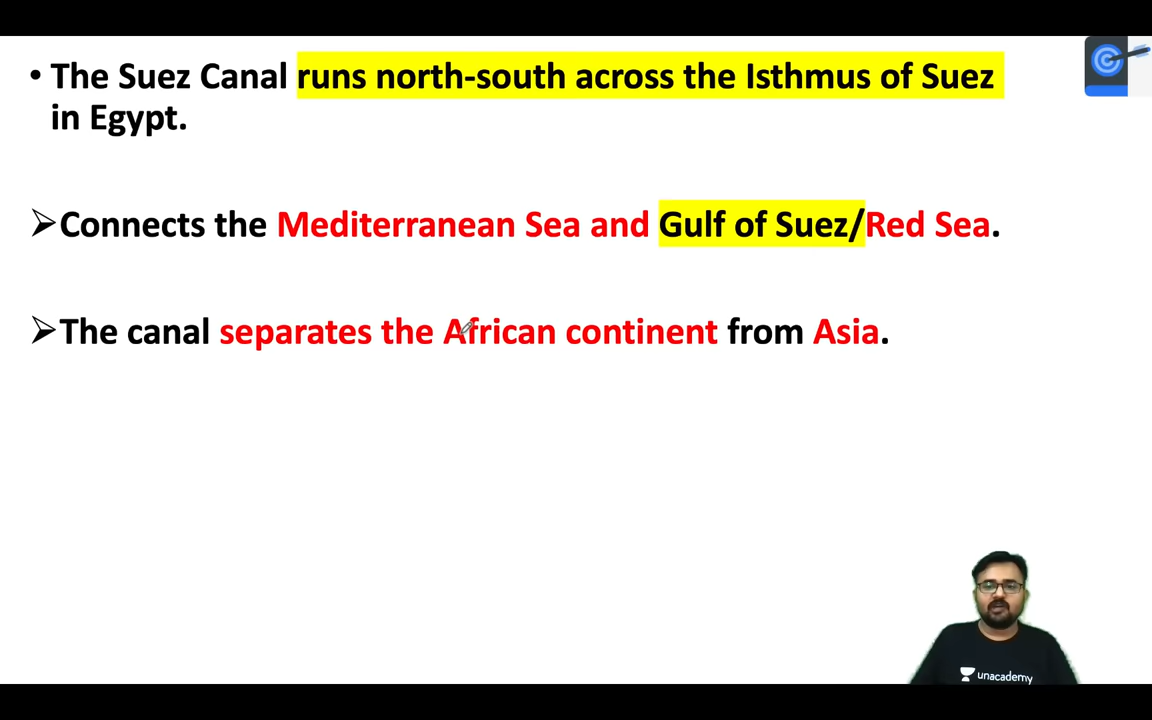 • The Suez Canal runs north-south across the Isthmus of Suez
in Egypt.
➢Connects the Mediterranean Sea and Gulf of Suez/Red Sea.
➢The canal separates the African continent from Asia.
unacademy